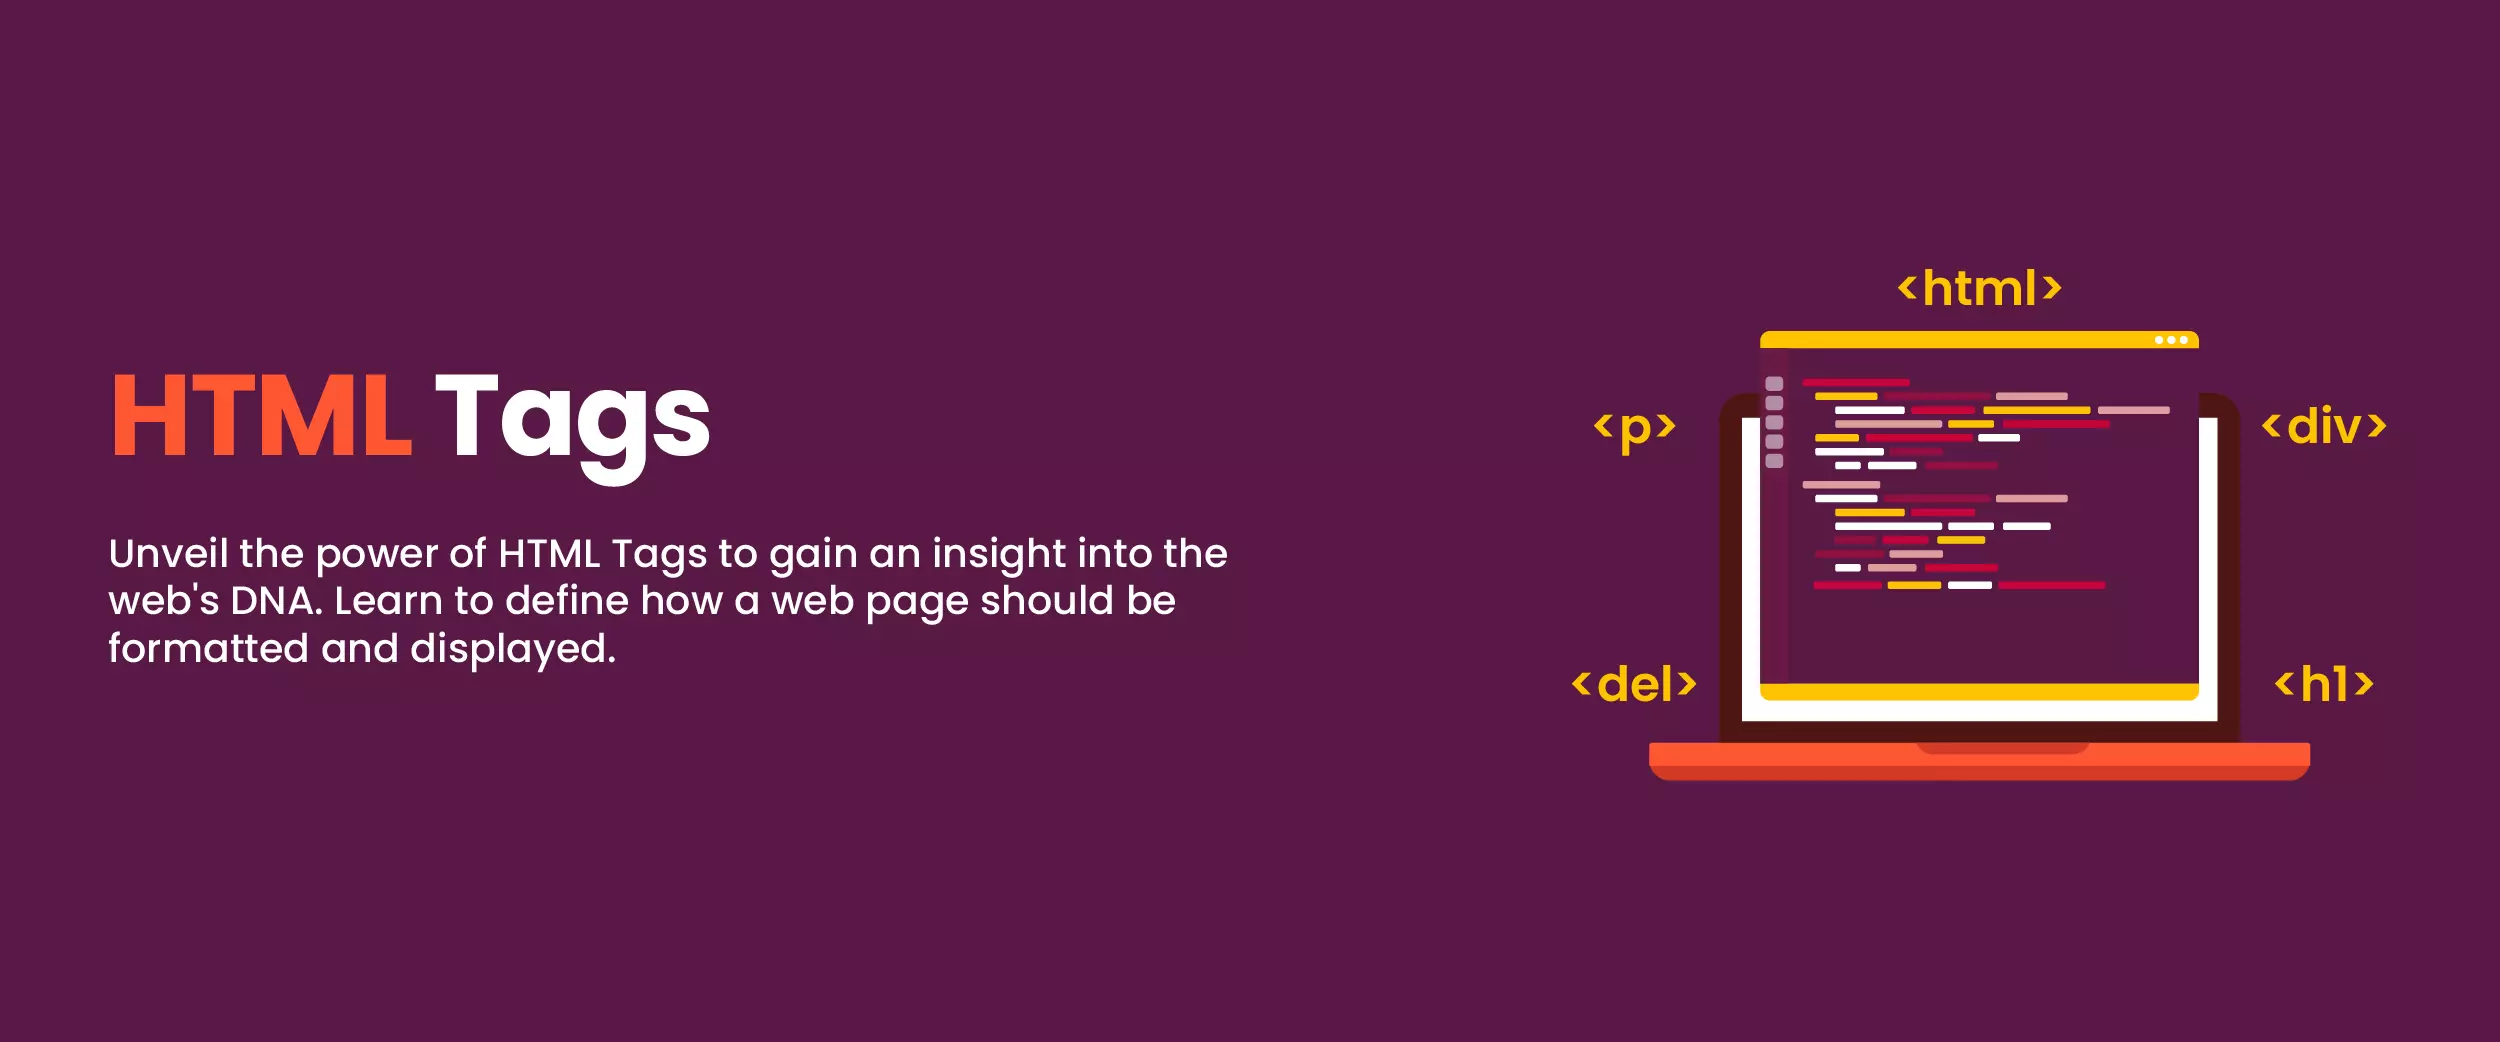 HTML Tags
Unveil the power of HTML Tags to gain an insight into the
web's DNA. Learn to define how a web page should be
formatted and displayed.
<html>
<p>
<div>
<del>
<h1>